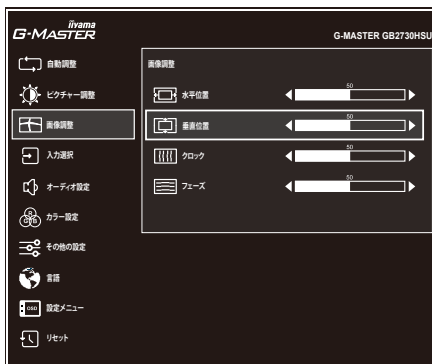 iiyama
G-MASTER
G-MASTER GB2730HSU
自動調整
ピクチャー調整
画像調整
入力選択
オーディオ設定
カラー設定
その他の設定
言語
設定メニュー
リセット
画像調整
水平位置
50
垂直位置
50
クロック
50
フェーズ
50
R
G
B
OSD